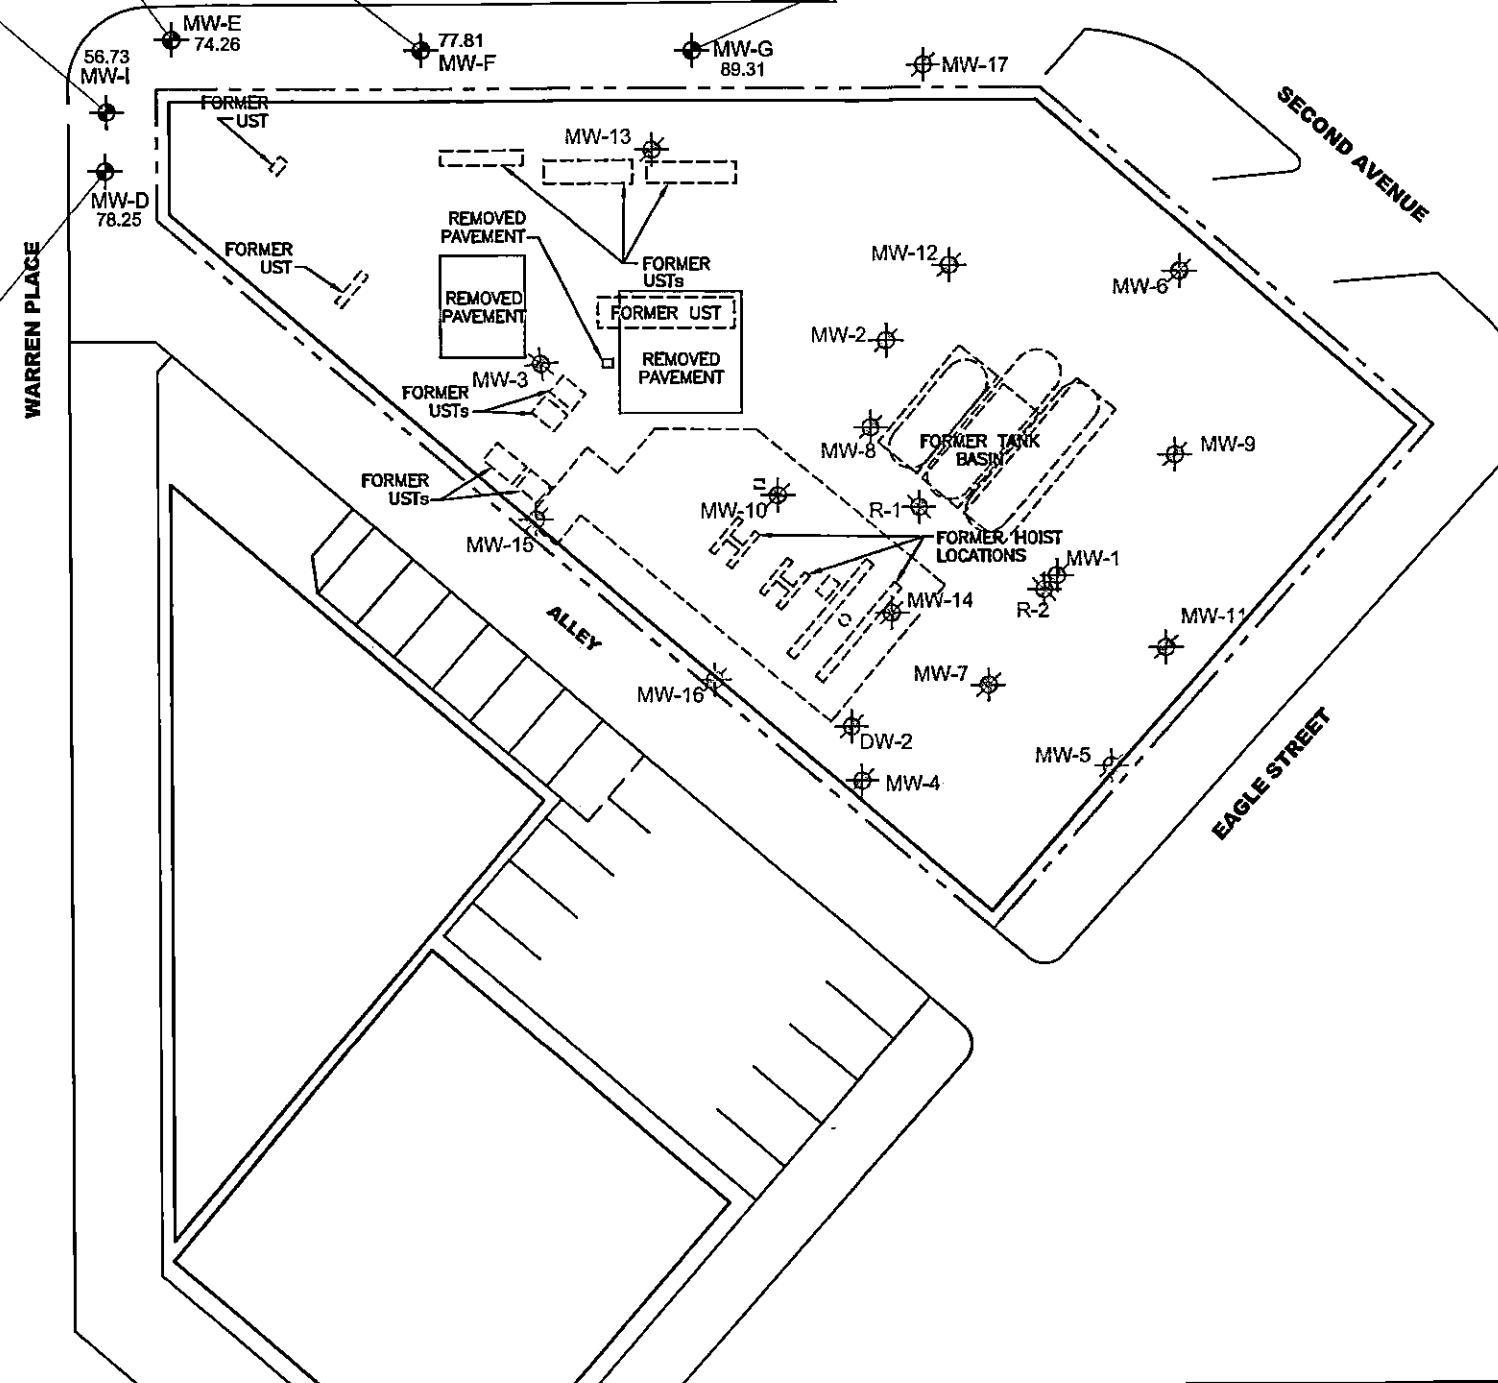 MW-E
74.26
77.81
MW-F
MW-G
89.31
MW-17
56.73
MW-I
MW-D
78.25
FORMER
UST
MW-13
SECOND AVENUE
WARREN PLACE
REMOVED
PAVEMENT
FORMER
UST
FORMER
USTs
MW-12
MW-6
REMOVED
PAVEMENT
FORMER UST
MW-2
REMOVED
PAVEMENT
MW-3
FORMER
USTs
MW-8
FORMER TANK
BASIN
MW-9
FORMER
USTs
MW-10
R-1
MW-15
FORMER HOIST
LOCATIONS
MW-1
R-2
MW-14
MW-11
ALLEY
MW-7
MW-16
DW-2
MW-5
MW-4
EAGLE STREET